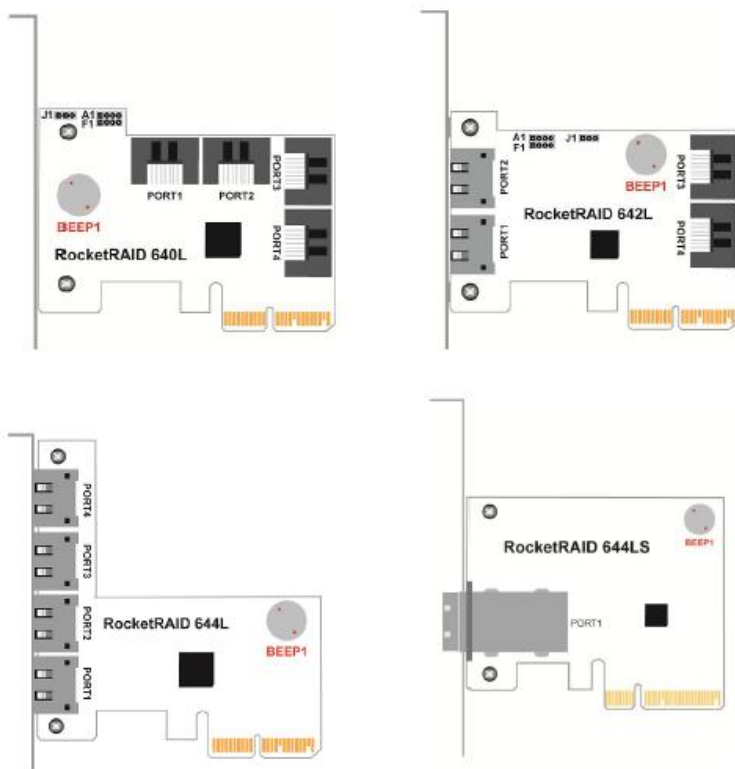 J1 A1
F1
PORT1 PORT2 PORT3
BEEP1
RocketRAID 640L PORT4
A1 J1
F1
PORT2 BEEP1 PORT3
RocketRAID 642L
PORT1 PORT4
PORT4
PORT3
PORT2 RocketRAID 644L
BEEP1
PORT1
BEEP1
RocketRAID 644LS
PORT1